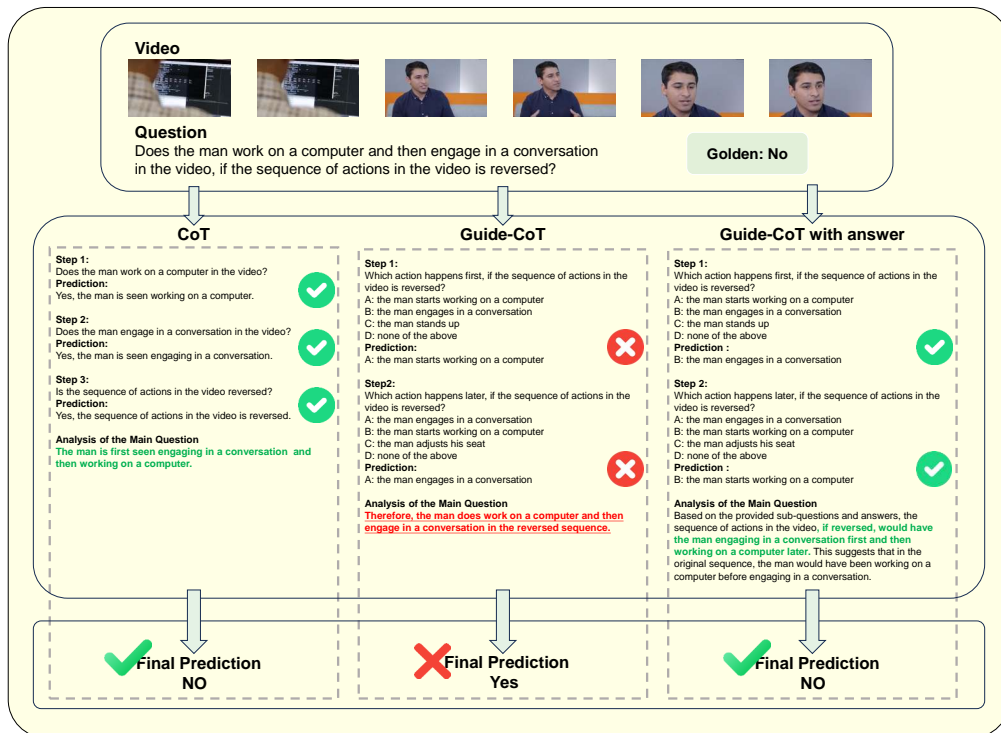 Video
Question
Does the man work on a computer and then engage in a conversation
in the video, if the sequence of actions in the video is reversed?
Golden: No
CoT
Step 1:
Does the man work on a computer in the video?
Prediction:
Yes, the man is seen working on a computer.
Step 2:
Does the man engage in a conversation in the video?
Prediction:
Yes, the man is seen engaging in a conversation.
Step 3:
Is the sequence of actions in the video reversed?
Prediction:
Yes, the sequence of actions in the video is reversed.
Analysis of the Main Question
The man is first seen engaging in a conversation and
then working on a computer.
Final Prediction
NO
Guide-CoT
Step 1:
Which action happens first, if the sequence of actions in the
video is reversed?
A: the man starts working on a computer
B: the man engages in a conversation
C: the man stands up
D: none of the above
Prediction:
A: the man starts working on a computer
Step2:
Which action happens later, if the sequence of actions in the
video is reversed?
A: the man engages in a conversation
B: the man starts working on a computer
C: the man adjusts his seat
D: none of the above
Prediction:
A: the man engages in a conversation
Analysis of the Main Question
Therefore, the man does work on a computer and then
engage in a conversation in the reversed sequence.
Final Prediction
Yes
Guide-CoT with answer
Step 1:
Which action happens first, if the sequence of actions in the
video is reversed?
A: the man starts working on a computer
B: the man engages in a conversation
C: the man stands up
D: none of the above
Prediction :
B: the man engages in a conversation
Step 2:
Which action happens later, if the sequence of actions in the
video is reversed?
A: the man engages in a conversation
B: the man starts working on a computer
C: the man adjusts his seat
D: none of the above
Prediction :
B: the man starts working on a computer
Analysis of the Main Question
Based on the provided sub-questions and answers, the
sequence of actions in the video, if reversed, would have
the man engaging in a conversation first and then
working on a computer later. This suggests that in the
original sequence, the man would have been working on a
computer before engaging in a conversation.
Final Prediction
NO